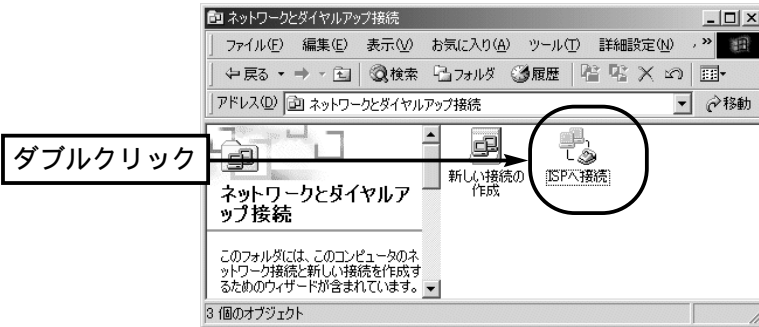 ネットワークとダイヤルアップ接続
ファイル(F) 編集(E) 表示(V) お気に入り(A) ツール(T) 詳細設定(N)
戻る 検索 フォルダ 履歴
アドレス(D) ネットワークとダイヤルアップ接続 移動
ダブルクリック
ネットワークとダイヤルア
ップ接続
このフォルダには、このコンピュータのネ
ットワーク接続と新しい接続を作成す
るためのウィザードが含まれています。
新しい接続の
作成
ISPへ接続
3 個のオブジェクト